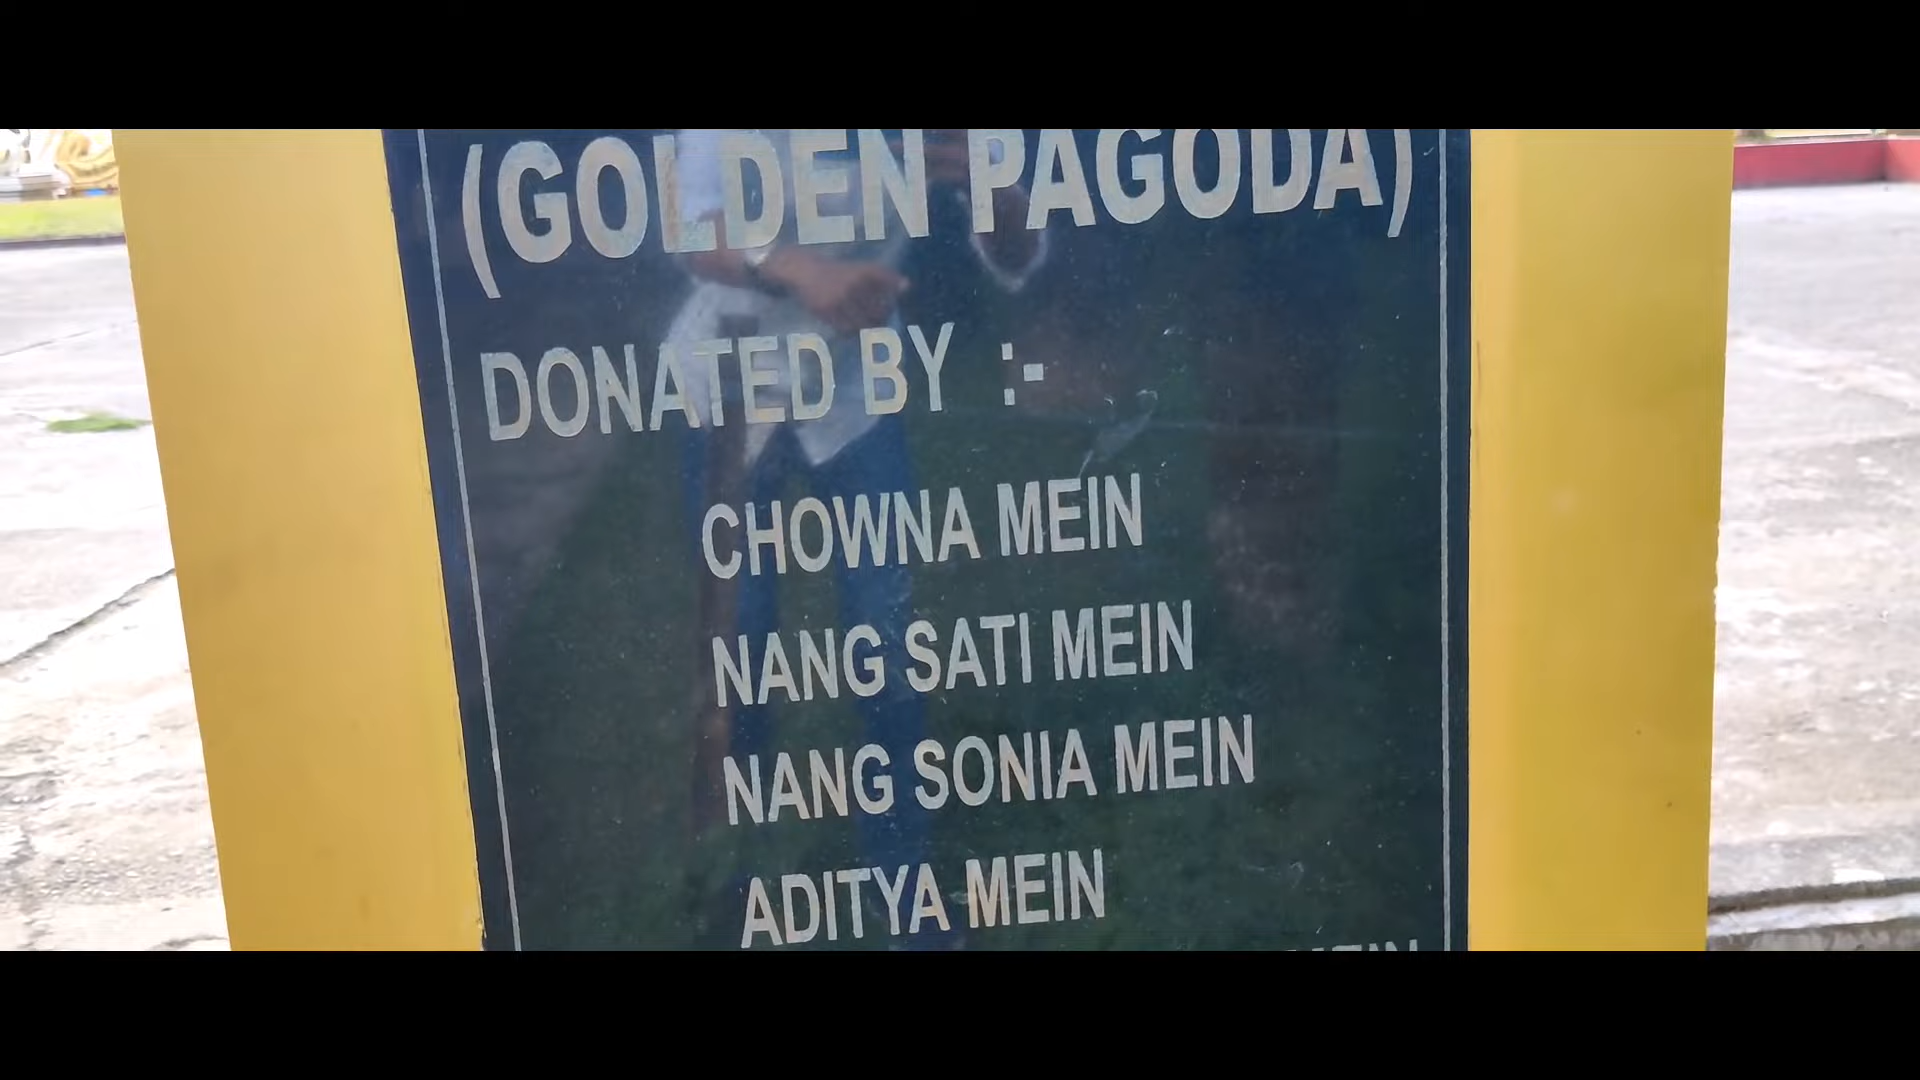 (GOLDEN PAGODA)
DONATED BY :-
CHOWNA MEIN
NANG SATI MEIN
NANG SONIA MEIN
ADITYA MEIN